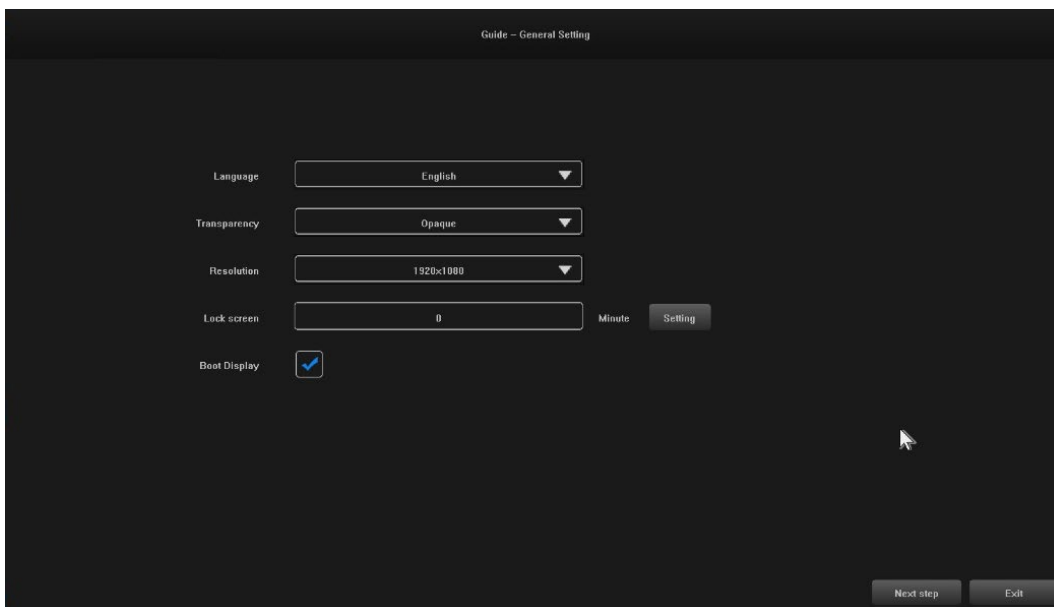 Guide – General Setting
Language English
Transparency Opaque
Resolution 1920x1080
Lock screen 0 Minute Setting
Boot Display
Next step Exit